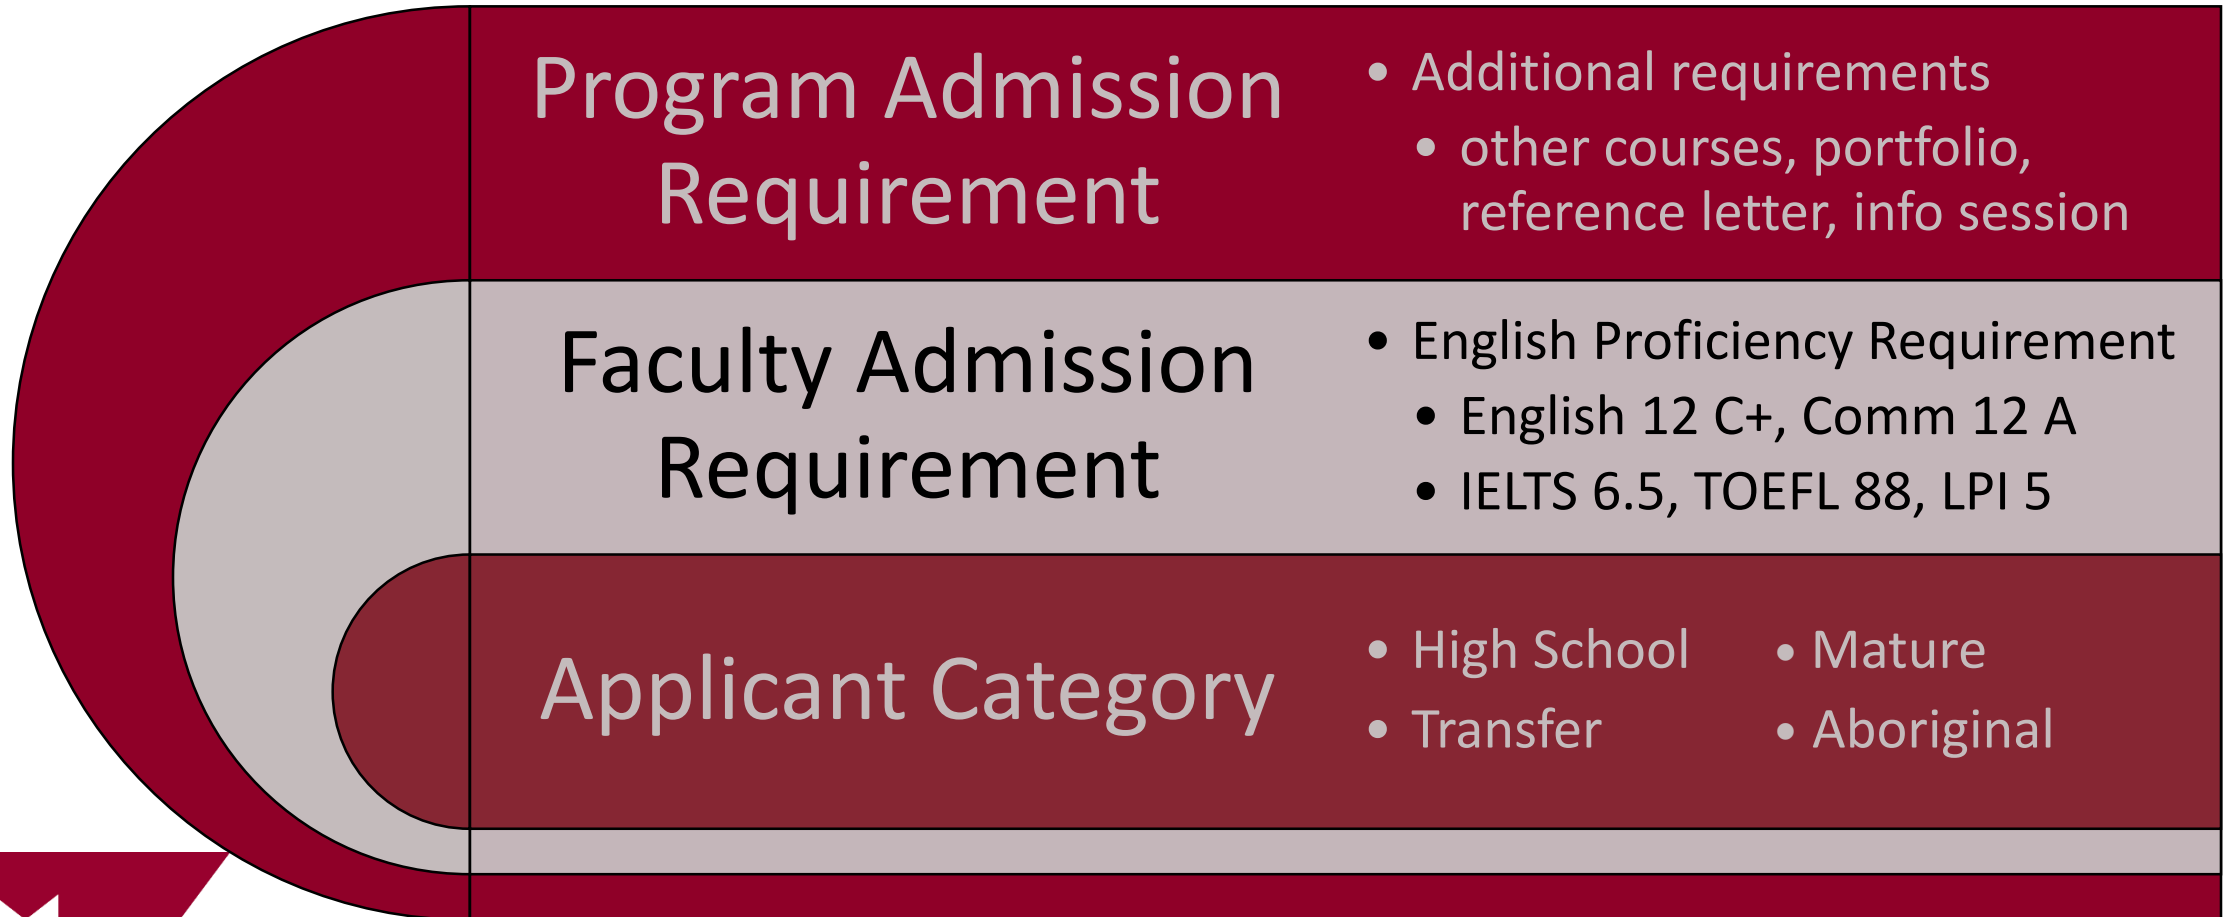 Program Admission
Requirement
• Additional requirements
• other courses, portfolio,
reference letter, info session
Faculty Admission
Requirement
• English Proficiency Requirement
• English 12 C+, Comm 12 A
• IELTS 6.5, TOEFL 88, LPI 5
Applicant Category
• High School
• Transfer
• Mature
• Aboriginal